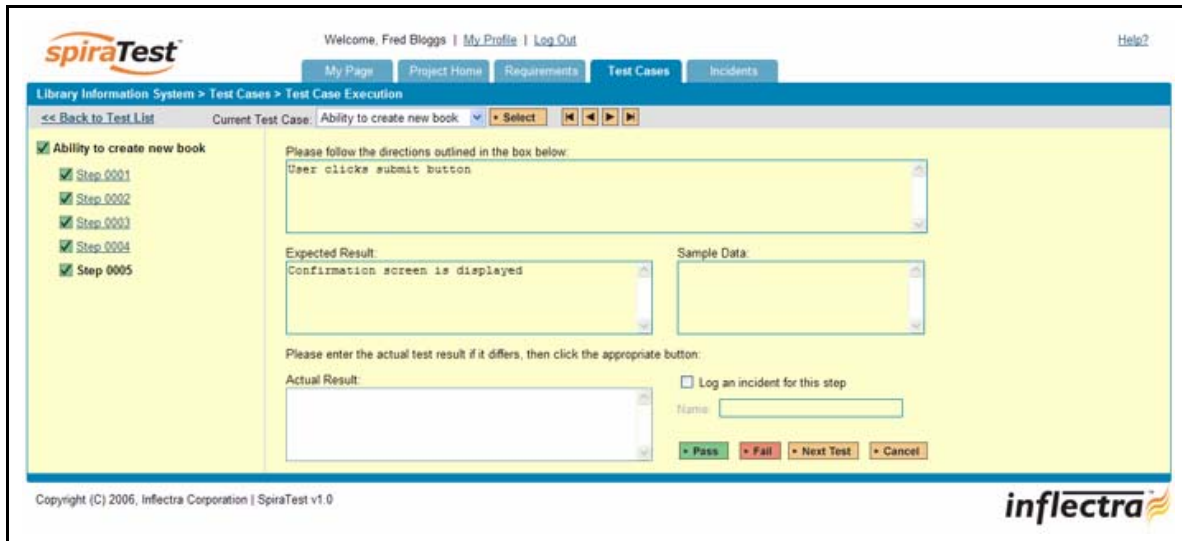 spiraTest
Welcome, Fred Bloggs | My Profile | Log Out
Help?
My Page
Project Home
Requirements
Test Cases
Incidents
Library Information System > Test Cases > Test Case Execution
<< Back to Test List
Current Test Case: Ability to create new book
Select
Ability to create new book
Step 0001
Step 0002
Step 0003
Step 0004
Step 0005
Please follow the directions outlined in the box below:
User clicks submit button
Expected Result:
Confirmation screen is displayed
Sample Data:
Please enter the actual test result if it differs, then click the appropriate button:
Actual Result:
Log an incident for this step
Name:
Pass
Fail
Next Test
Cancel
Copyright (C) 2006, Inflectra Corporation | SpiraTest v1.0
inflectra